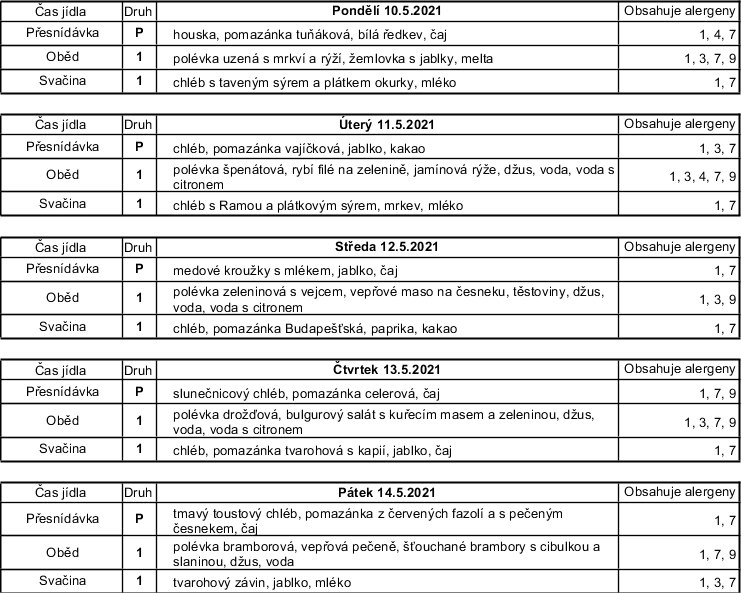 Čas jídla Druh Pondělí 10.5.2021 Obsahuje alergeny
Přesnídávka P houska, pomazánka tuňáková, bílá ředkev, čaj 1, 4, 7
Oběd 1 polévka uzená s mrkví a rýží, žemlovka s jablky, melta 1, 3, 7, 9
Svačina 1 chléb s taveným sýrem a plátkem okurky, mléko 1, 7
Čas jídla Druh Úterý 11.5.2021 Obsahuje alergeny
Přesnídávka P chléb, pomazánka vajíčková, jablko, kakao 1, 3, 7
Oběd 1 polévka špenátová, rybí filé na zelenině, jamínová rýže, džus, voda, voda s
citronem 1, 3, 4, 7, 9
Svačina 1 chléb s Ramou a plátkovým sýrem, mrkev, mléko 1, 7
Čas jídla Druh Středa 12.5.2021 Obsahuje alergeny
Přesnídávka P medové kroužky s mlékem, jablko, čaj 1, 7
Oběd 1 polévka zeleninová s vejcem, vepřové maso na česneku, těstoviny, džus,
voda, voda s citronem 1, 3, 9
Svačina 1 chléb, pomazánka Budapešťská, paprika, kakao 1, 7
Čas jídla Druh Čtvrtek 13.5.2021 Obsahuje alergeny
Přesnídávka P slunečnicový chléb, pomazánka celerová, čaj 1, 7, 9
Oběd 1 polévka drožďová, bulgurový salát s kuřecím masem a zeleninou, džus,
voda, voda s citronem 1, 3, 7, 9
Svačina 1 chléb, pomazánka tvarohová s kapií, jablko, čaj 1, 7
Čas jídla Druh Pátek 14.5.2021 Obsahuje alergeny
Přesnídávka P tmavý toustový chléb, pomazánka z červených fazolí a s pečeným
česnekem, čaj 1, 7
Oběd 1 polévka bramborová, vepřová pečeně, šťouchané brambory s cibulkou a
slaninou, džus, voda 1, 7, 9
Svačina 1 tvarohový závin, jablko, mléko 1, 3, 7